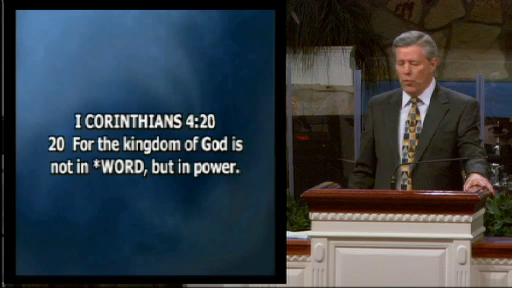 I CORINTHIANS 4:20
20 For the kingdom of God is
not in *WORD, but in power.